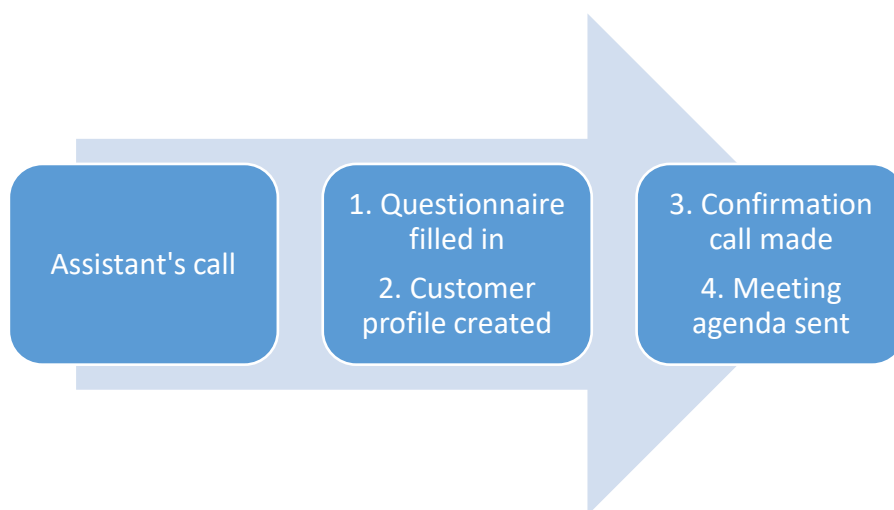 Assistant's call
1. Questionnaire
filled in
2. Customer
profile created
3. Confirmation
call made
4. Meeting
agenda sent